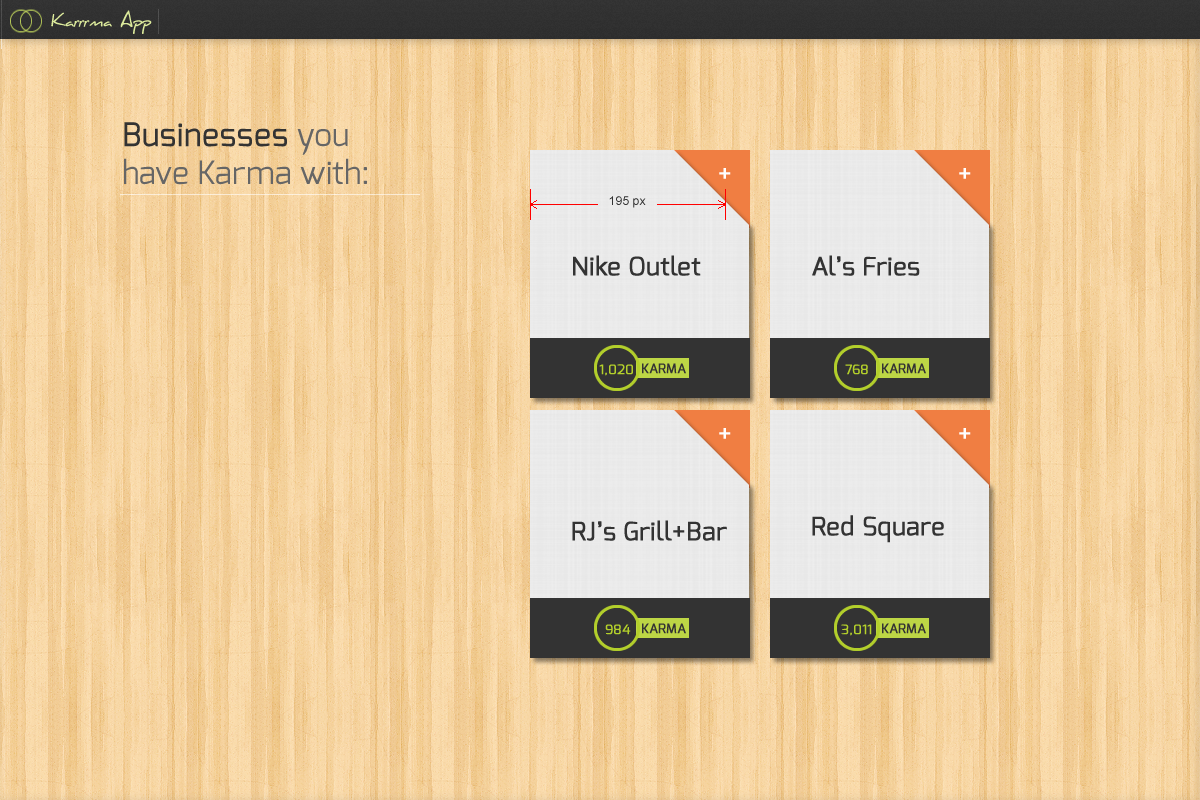 Karrrma App
Businesses you
have Karma with:
+
195 px
Nike Outlet
1,020 KARMA
+
Al's Fries
768 KARMA
+
RJ's Grill+Bar
984 KARMA
+
Red Square
3,011 KARMA